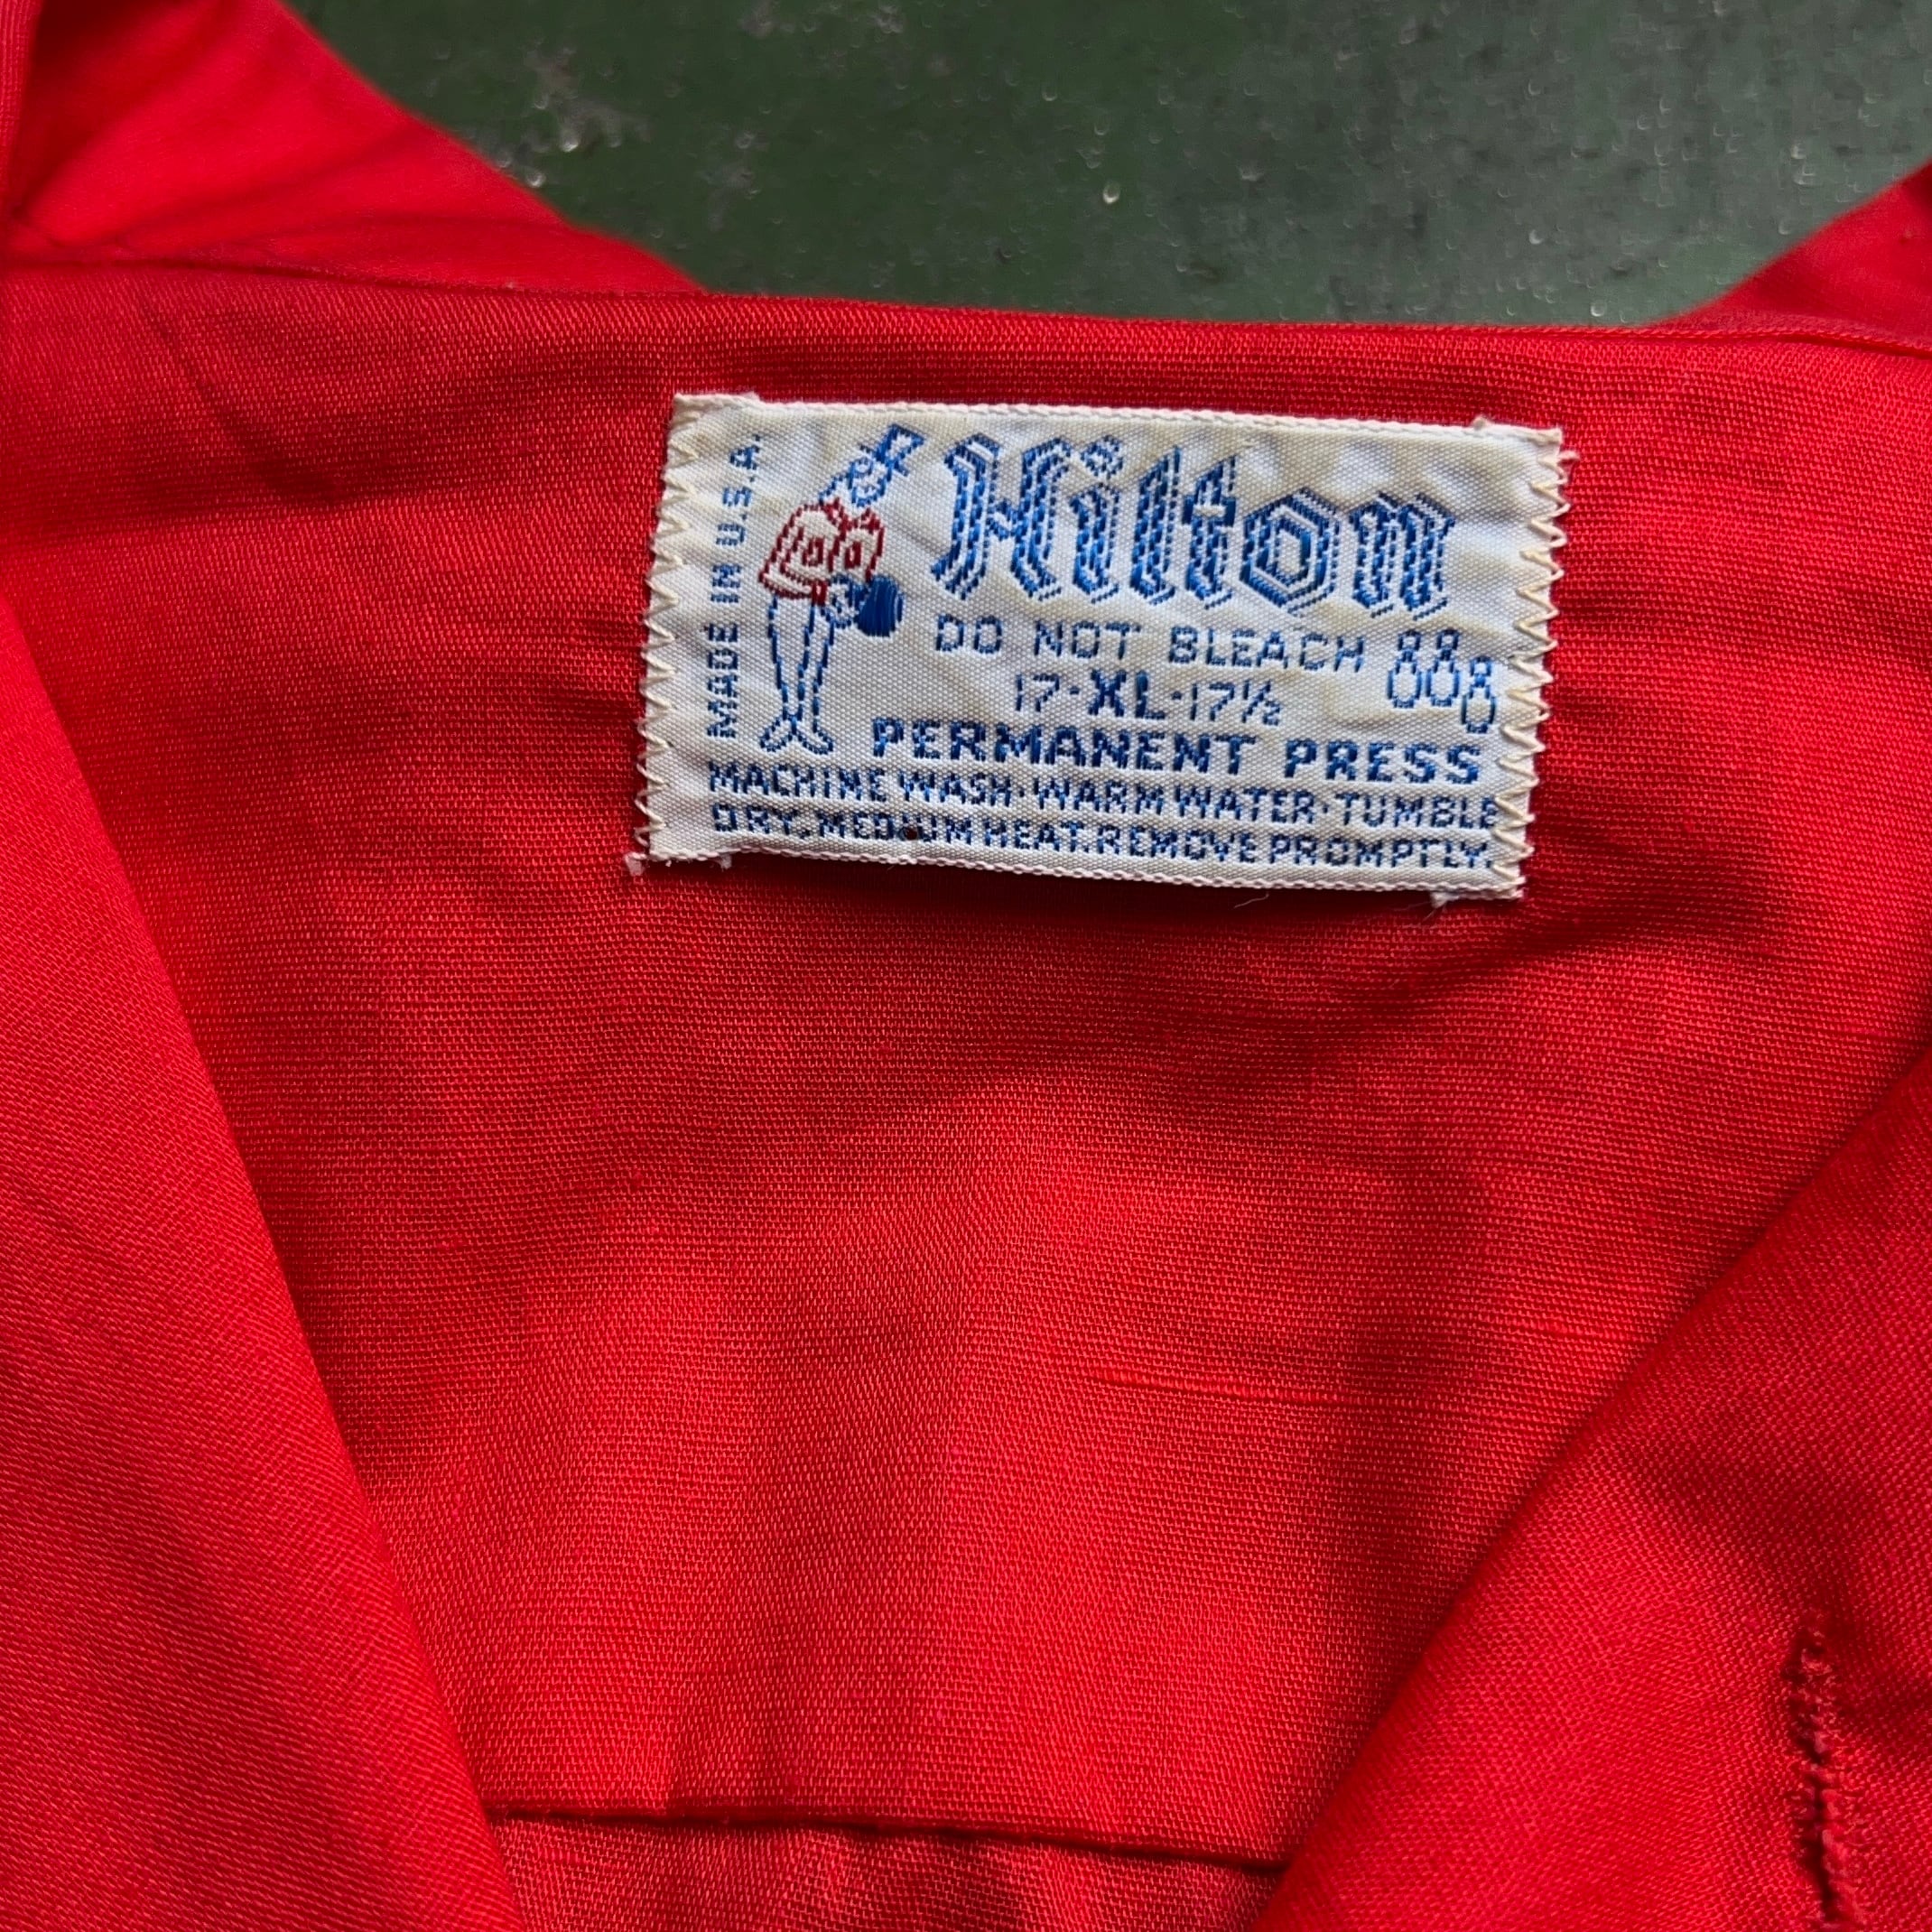 MADE IN U.S.A.
Hilton
DO NOT BLEACH
17·XL·17½
PERMANENT PRESS
MACHINE WASH·WARM WATER·TUMBLE
DRY, MEDIUM HEAT. REMOVE PROMPTLY.